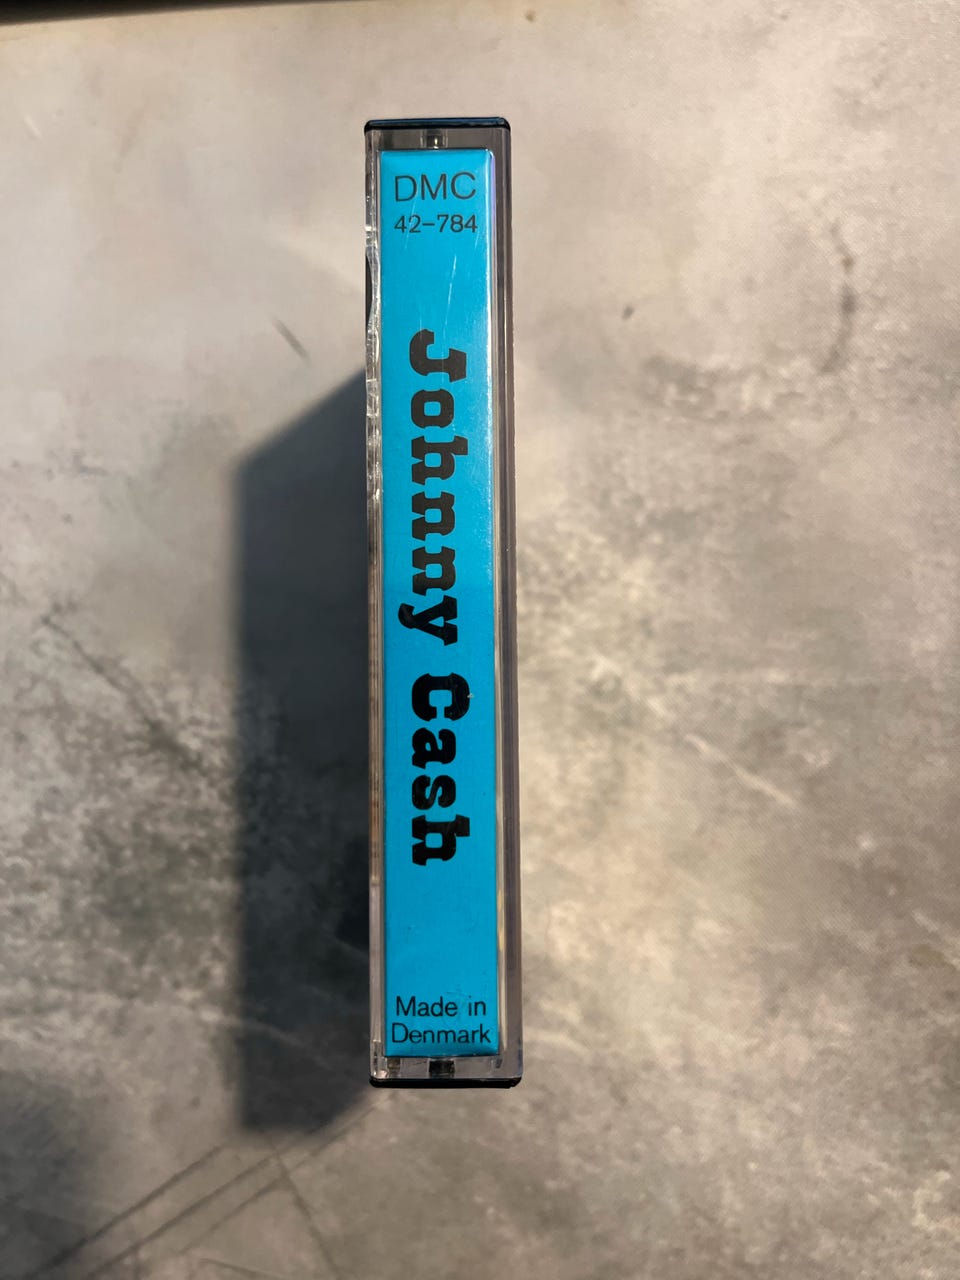 DMC
42-784
Johnny Cash
Made in
Denmark